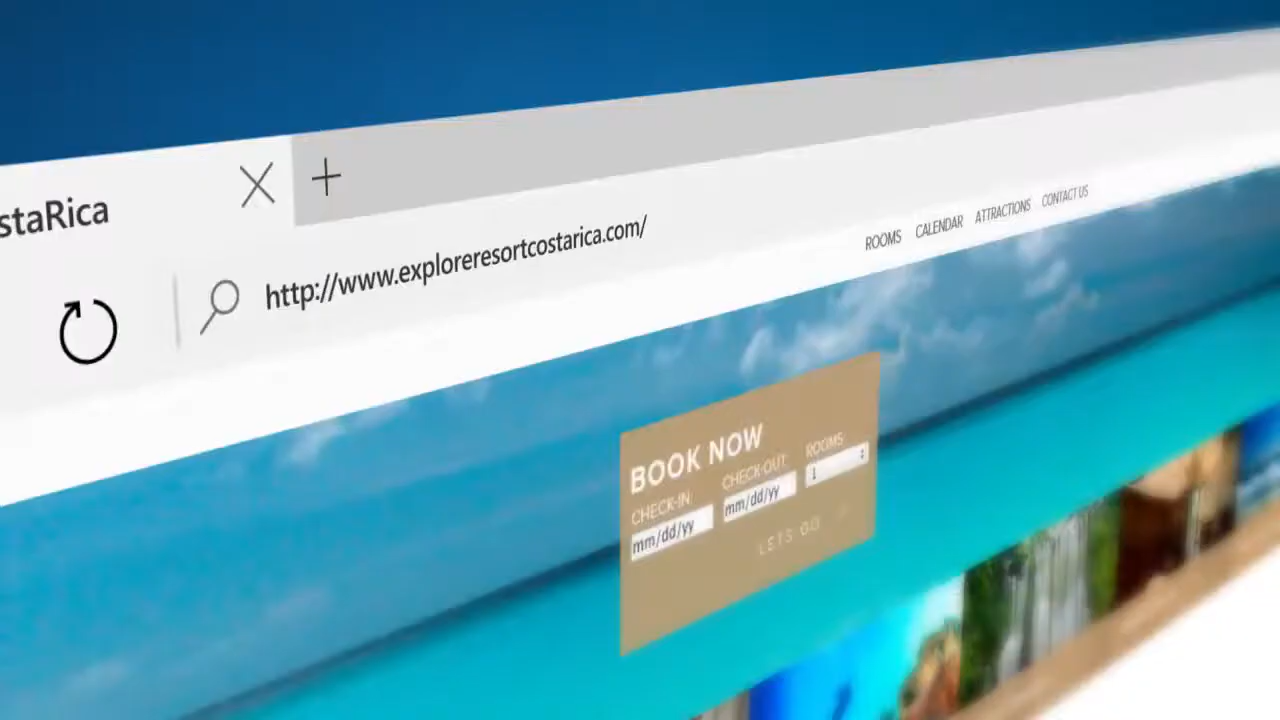 staRica
http://www.exploreresortcostarica.com/
ROOMS CALENDAR ATTRACTIONS CONTACT US
BOOK NOW
CHECK-IN: CHECK-OUT: ROOMS:
mm/dd/yy mm/dd/yy 1
LETS GO